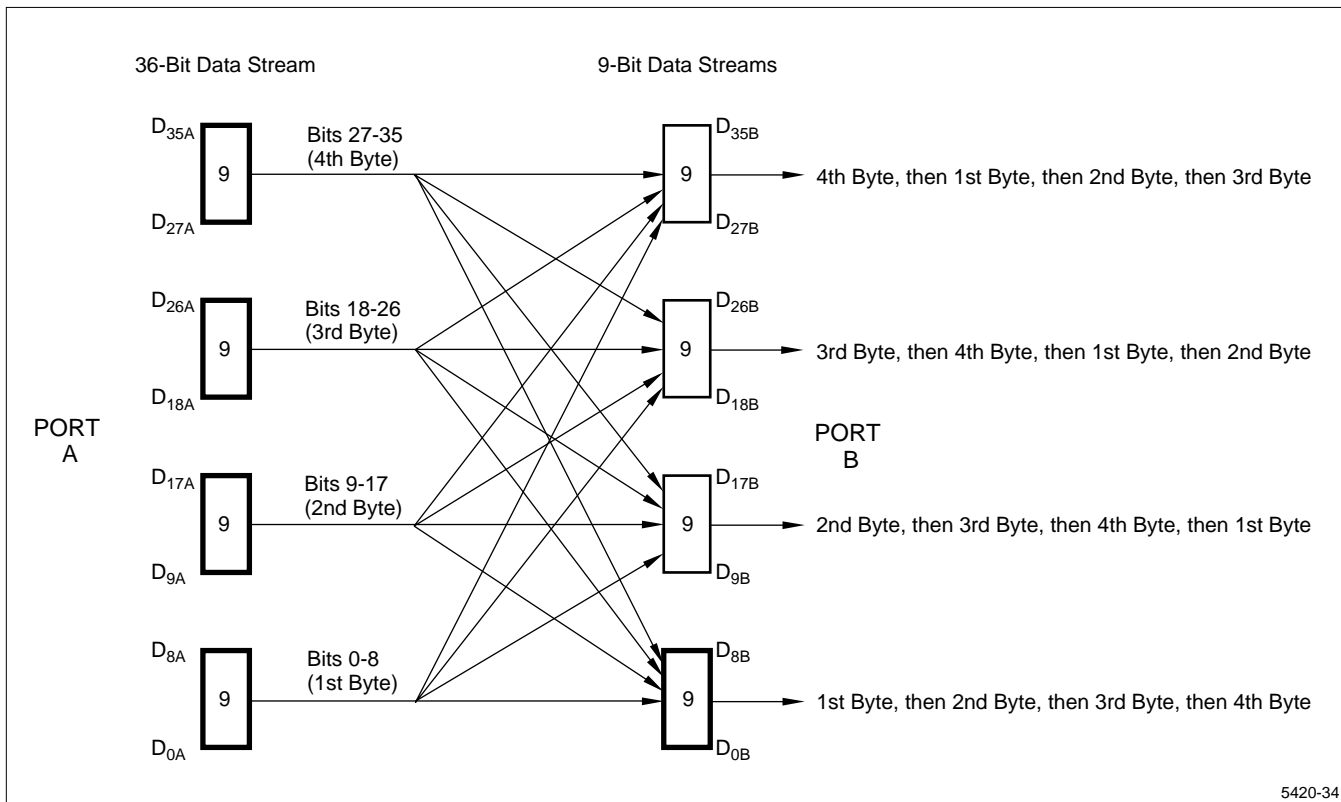 36-Bit Data Stream
9-Bit Data Streams
D35A
9
D27A
Bits 27-35
(4th Byte)
D35B
9
D27B
4th Byte, then 1st Byte, then 2nd Byte, then 3rd Byte
D26A
9
D18A
Bits 18-26
(3rd Byte)
D26B
9
D18B
3rd Byte, then 4th Byte, then 1st Byte, then 2nd Byte
PORT
A
PORT
B
D17A
9
D9A
Bits 9-17
(2nd Byte)
D17B
9
D9B
2nd Byte, then 3rd Byte, then 4th Byte, then 1st Byte
D8A
9
D0A
Bits 0-8
(1st Byte)
D8B
9
D0B
1st Byte, then 2nd Byte, then 3rd Byte, then 4th Byte
5420-34